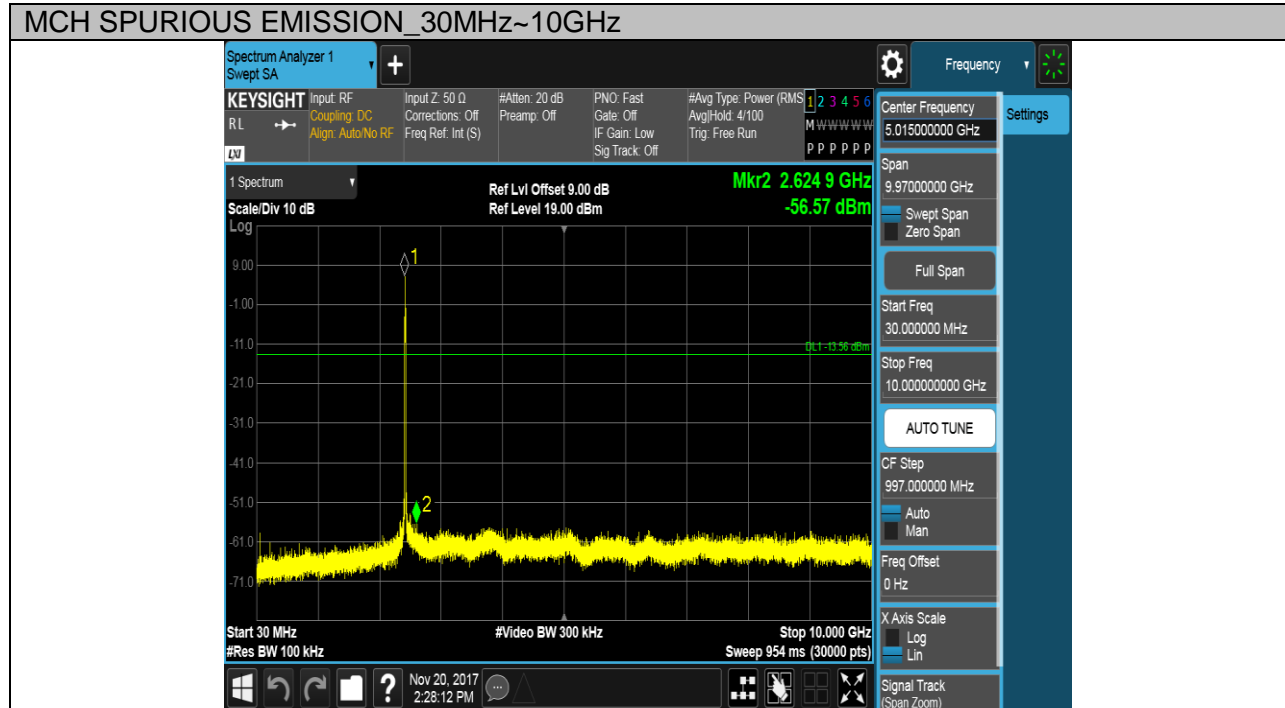 MCH SPURIOUS EMISSION_30MHz~10GHz
Spectrum Analyzer 1
Swept SA
+
Frequency
KEYSIGHT
RL
LXI
Input: RF
Coupling: DC
Align: Auto/No RF
Input Z: 50 Ω
Corrections: Off
Freq Ref: Int (S)
#Atten: 20 dB
Preamp: Off
PNO: Fast
Gate: Off
IF Gain: Low
Sig Track: Off
#Avg Type: Power (RMS
Avg|Hold: 4/100
Trig: Free Run
1 2 3 4 5 6
M W W W W W
P P P P P P
1 Spectrum
Scale/Div 10 dB
Ref Lvl Offset 9.00 dB
Ref Level 19.00 dBm
Mkr2 2.624 9 GHz
-56.57 dBm
Log
9.00
-1.00
-11.0
-21.0
-31.0
-41.0
-51.0
-61.0
-71.0
1
2
DL1 -13.56 dBm
Start 30 MHz
#Res BW 100 kHz
#Video BW 300 kHz
Stop 10.000 GHz
Sweep 954 ms (30000 pts)
Center Frequency
5.015000000 GHz
Settings
Span
9.97000000 GHz
Swept Span
Zero Span
Full Span
Start Freq
30.000000 MHz
Stop Freq
10.000000000 GHz
AUTO TUNE
CF Step
997.000000 MHz
Auto
Man
Freq Offset
0 Hz
X Axis Scale
Log
Lin
Signal Track
(Span Zoom)
?
Nov 20, 2017
2:28:12 PM